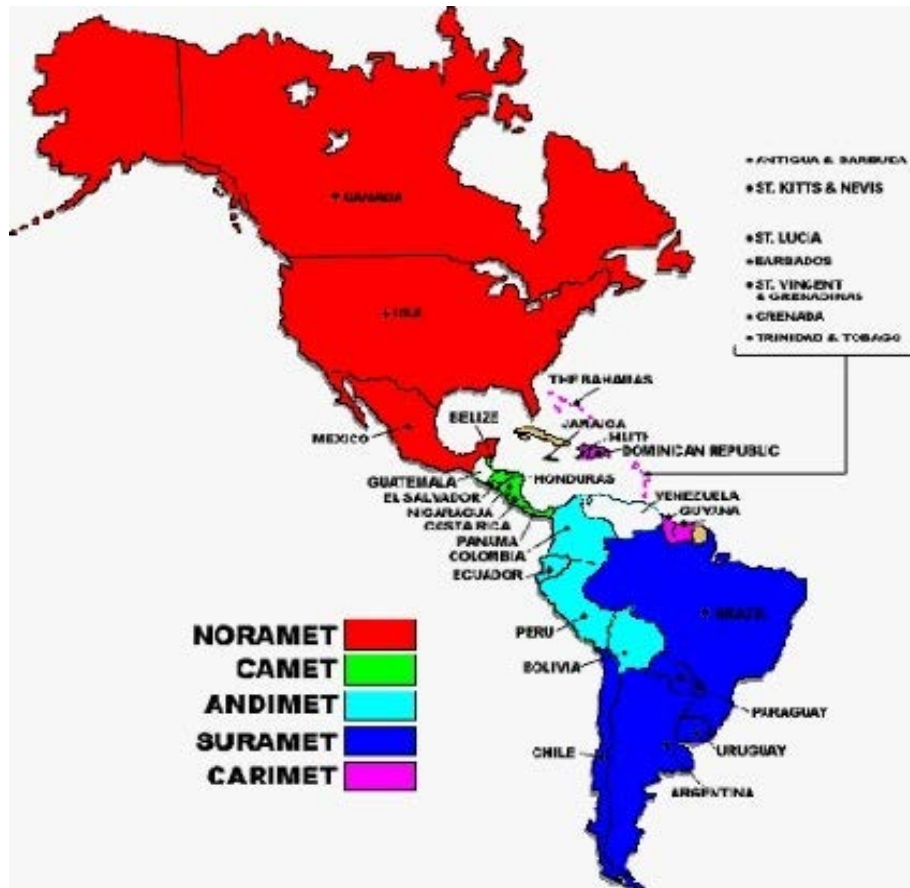 ANTIGUA & BARBUDA
ST. KITTS & NEVIS
CANADA
ST. LUCIA
BARBADOS
ST. VINCENT
& GRENADINAS
GRENADA
USA
TRINIDAD & TOBAGO
THE BAHAMAS
BELIZE
JAMAICA
MEXICO
HAITI
DOMINICAN REPUBLIC
GUATEMALA
HONDURAS
EL SALVADOR
VENEZUELA
NICARAGUA
GUYANA
COSTA RICA
PANAMA
COLOMBIA
ECUADOR
BRAZIL
NORAMET
PERU
CAMET
BOLIVIA
ANDIMET
PARAGUAY
SURAMET
CHILE
URUGUAY
CARIMET
ARGENTINA